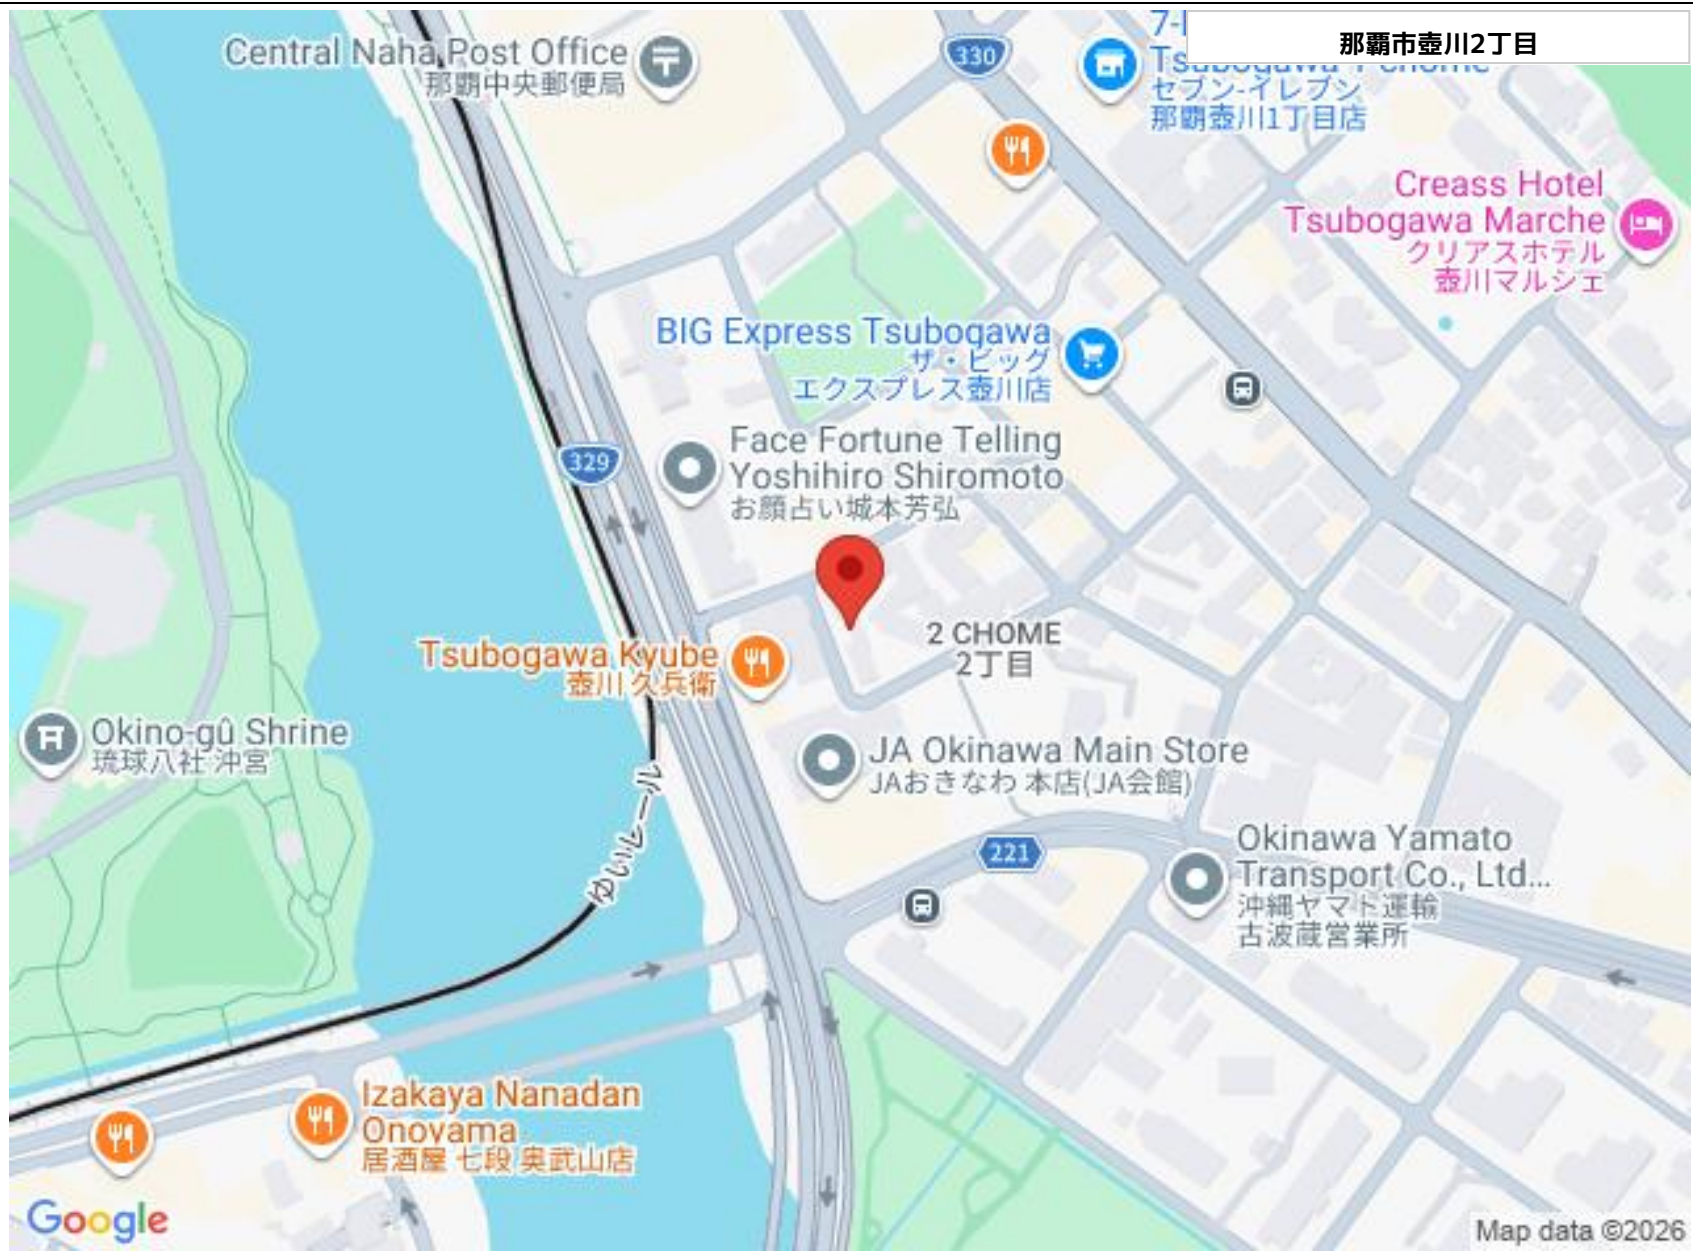 那覇市壺川2丁目
Central Naha Post Office
那覇中央郵便局
330
7-
Tsubogawa 1-chome
セブン-イレブン
那覇壺川1丁目店
Creass Hotel
Tsubogawa Marche
クリアスホテル
壺川マルシェ
BIG Express Tsubogawa
ザ・ビッグ
エクスプレス壺川店
329
Face Fortune Telling
Yoshihiro Shiromoto
お顔占い城本芳弘
2 CHOME
2丁目
Tsubogawa Kyube
壺川 久兵衛
Okino-gû Shrine
琉球八社 沖宮
JA Okinawa Main Store
JAおきなわ 本店(JA会館)
ゆいレール
221
Okinawa Yamato
Transport Co., Ltd...
沖縄ヤマト運輸
古波蔵営業所
Izakaya Nanadan
Onoyama
居酒屋 七段 奥武山店
Google
Map data ©2026